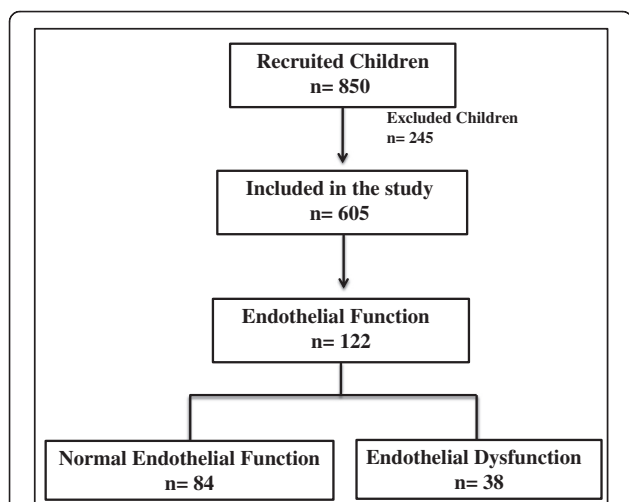 Recruited Children
n= 850
Excluded Children
n= 245
Included in the study
n= 605
Endothelial Function
n= 122
Normal Endothelial Function
n= 84
Endothelial Dysfunction
n= 38